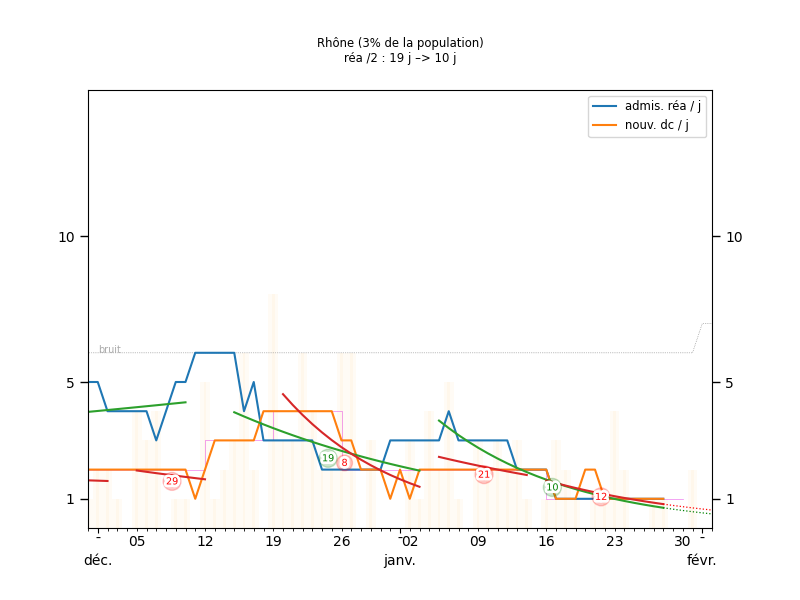 Rhône (3% de la population)
réa /2 : 19 j –> 10 j
admis. réa / j
nouv. dc / j
10
10
bruit
5
5
19
8
29
21
10
12
1
1
05
12
19
26
02
09
16
23
30
déc.
janv.
févr.